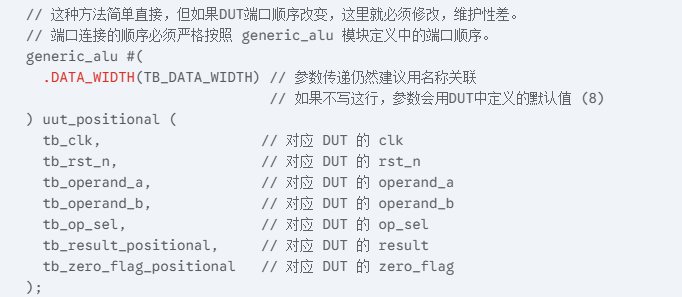 // 这种方法简单直接，但如果DUT端口顺序改变，这里就必须修改，维护性差。
// 端口连接的顺序必须严格按照 generic_alu 模块定义中的端口顺序。
generic_alu #(
  .DATA_WIDTH(TB_DATA_WIDTH) // 参数传递仍然建议用名称关联
                             // 如果不写这行，参数会用DUT中定义的默认值 (8)
) uut_positional (
  tb_clk,                   // 对应 DUT 的 clk
  tb_rst_n,                 // 对应 DUT 的 rst_n
  tb_operand_a,             // 对应 DUT 的 operand_a
  tb_operand_b,             // 对应 DUT 的 operand_b
  tb_op_sel,                // 对应 DUT 的 op_sel
  tb_result_positional,     // 对应 DUT 的 result
  tb_zero_flag_positional   // 对应 DUT 的 zero_flag
);